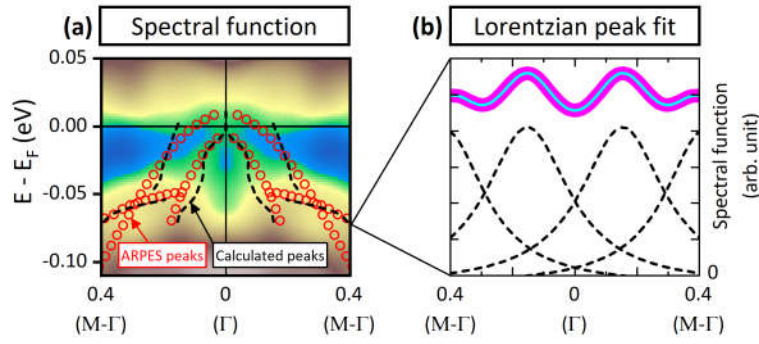 (a) Spectral function
(b) Lorentzian peak fit
E - E_F (eV)
0.05
0.00
-0.05
-0.10
ARPES peaks
Calculated peaks
0.4 0 0.4
(M-Γ) (Γ) (M-Γ)
Spectral function
(arb. unit)
0
0.4 0 0.4
(M-Γ) (Γ) (M-Γ)